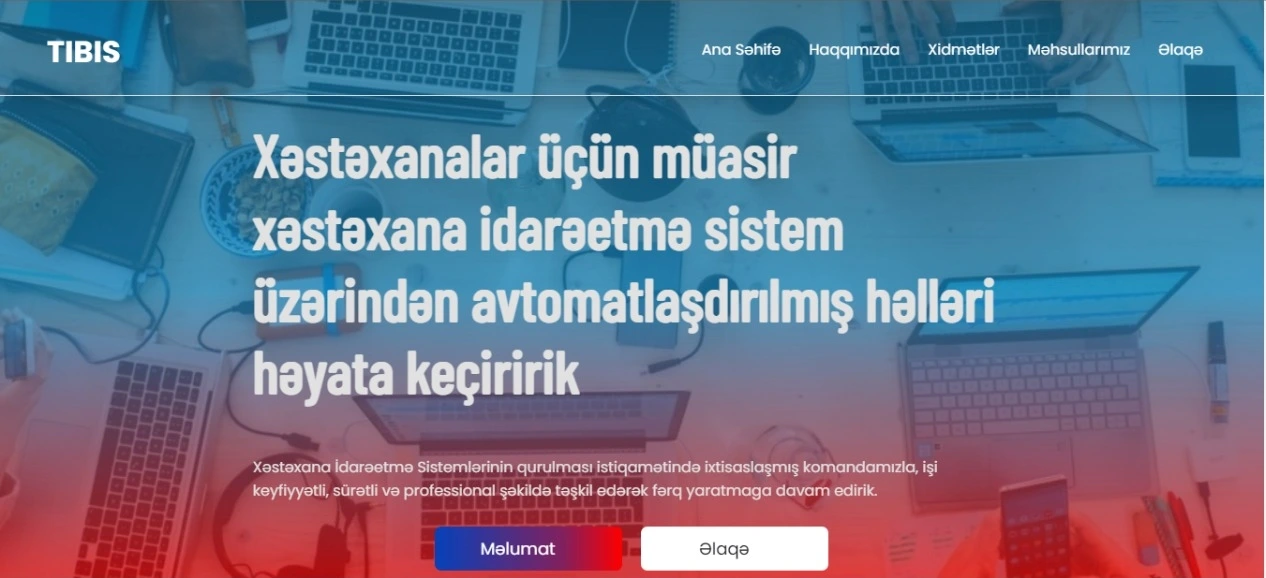 TIBIS
Ana Səhifə Haqqımızda Xidmətlər Məhsullarımız Əlaqə
Xəstəxanalar üçün müasir
xəstəxana idarəetmə sistem
üzərindən avtomatlaşdırılmış həlləri
həyata keçiririk
Xəstəxana İdarəetmə Sistemlərinin qurulması istiqamətində ixtisaslaşmış komandamızla, işi
keyfiyyətli, sürətli və professional şəkildə təşkil edərək fərq yaratmaga davam edirik.
Məlumat Əlaqə